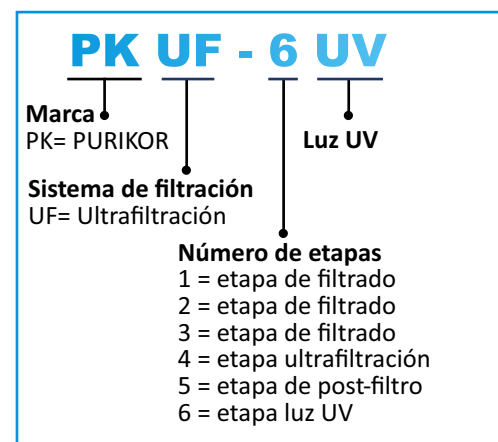 PK UF - 6 UV
Marca
PK= PURIKOR
Luz UV
Sistema de filtración
UF= Ultrafiltración
Número de etapas
1 = etapa de filtrado
2 = etapa de filtrado
3 = etapa de filtrado
4 = etapa ultrafiltración
5 = etapa de post-filtro
6 = etapa luz UV